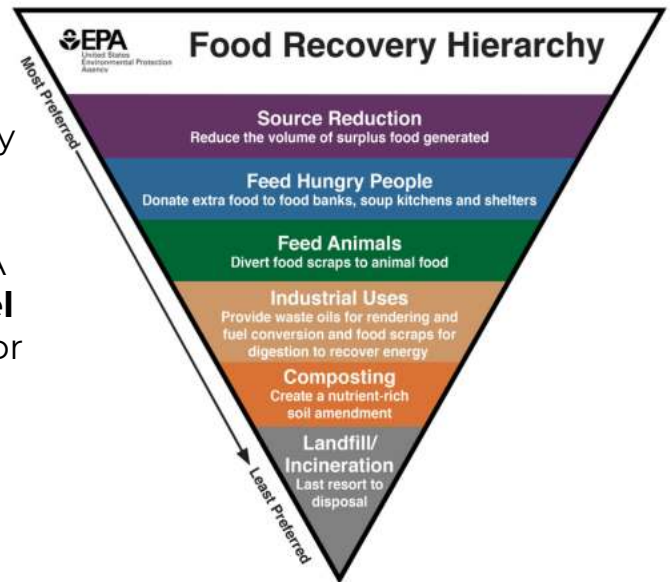 EPA
United States
Environmental Protection
Agency
Food Recovery Hierarchy
Most Preferred
Source Reduction
Reduce the volume of surplus food generated
Feed Hungry People
Donate extra food to food banks, soup kitchens and shelters
Feed Animals
Divert food scraps to animal food
Industrial Uses
Provide waste oils for rendering and
fuel conversion and food scraps for
digestion to recover energy
Composting
Create a nutrient-rich
soil amendment
Landfill/
Incineration
Last resort to
disposal
Least Preferred